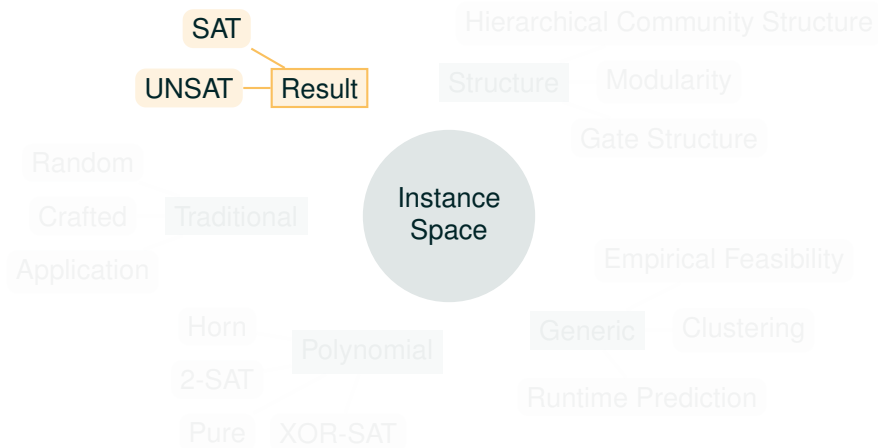 SAT
UNSAT
Result
Hierarchical Community Structure
Structure
Modularity
Gate Structure
Random
Crafted
Traditional
Application
Instance
Space
Empirical Feasibility
Generic
Clustering
Runtime Prediction
Horn
Polynomial
2-SAT
Pure
XOR-SAT